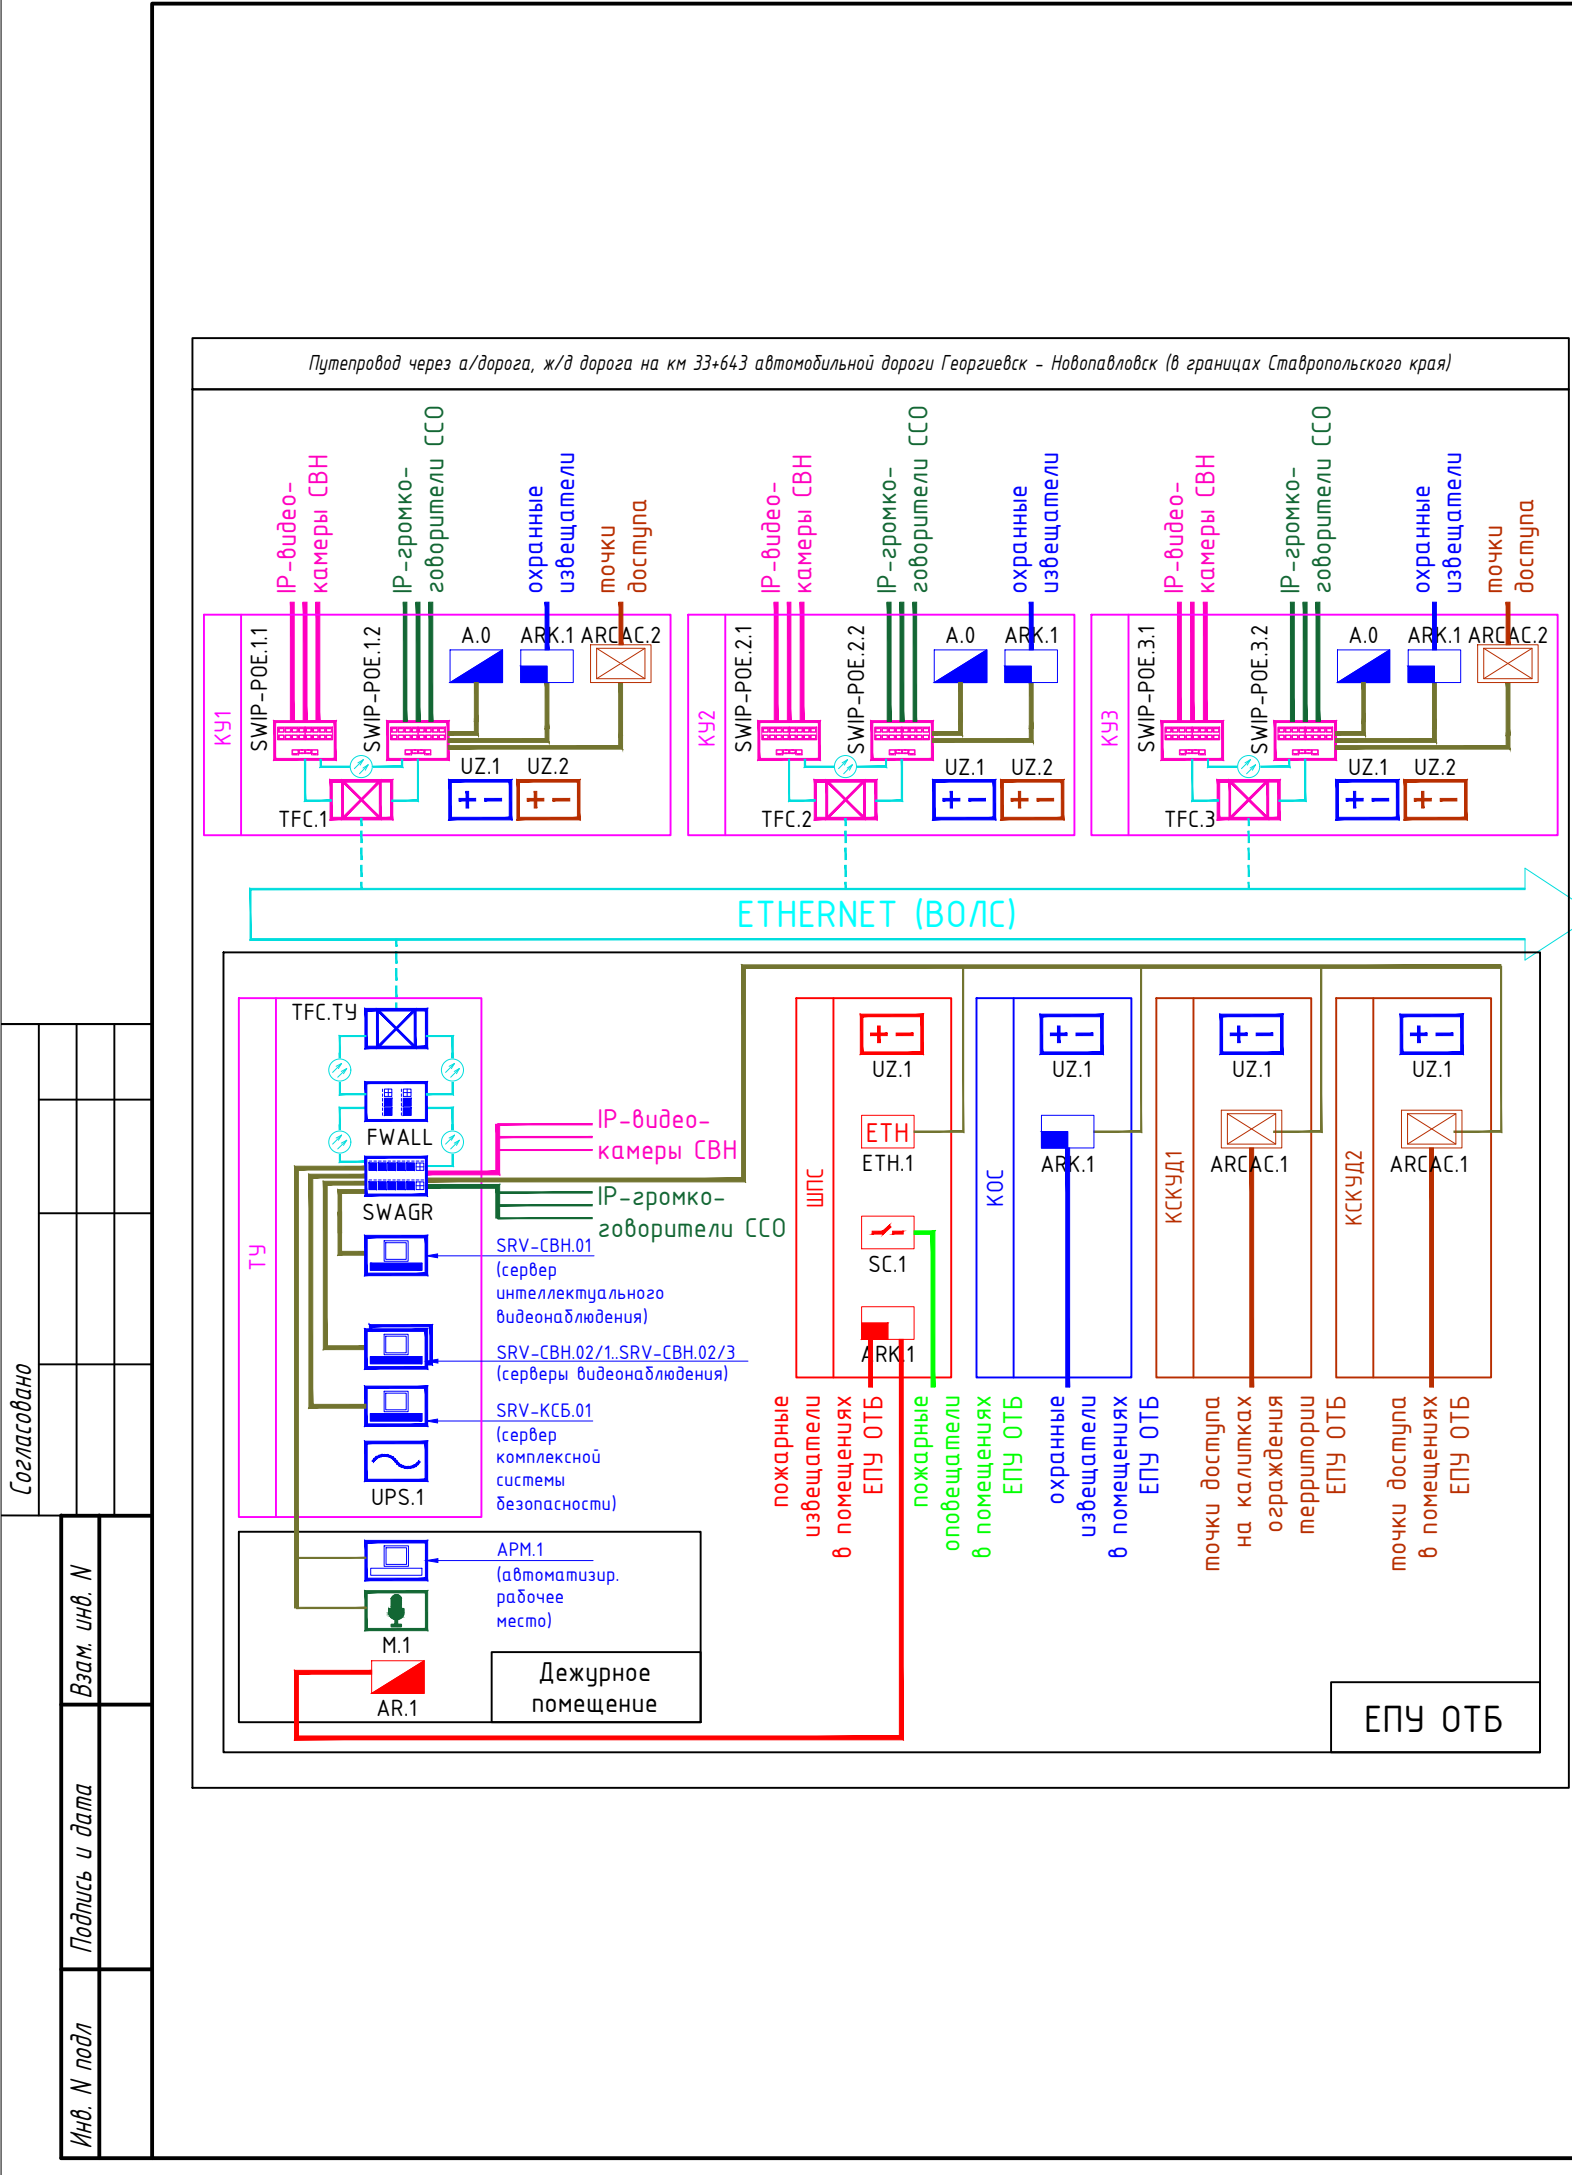 Путепровод через а/дорога, ж/д дорога на км 33+643 автомобильной дороги Георгиевск - Новопавловск (в границах Ставропольского края)
IP-видео-
камеры СВН
IP-громко-
говорители ССО
охранные
извещатели
точки
доступа
IP-видео-
камеры СВН
IP-громко-
говорители ССО
охранные
извещатели
IP-видео-
камеры СВН
IP-громко-
говорители ССО
охранные
извещатели
точки
доступа
КУ1
SWIP-POE.1.1
SWIP-POE.1.2
A.0
ARK.1
ARCAC.2
UZ.1
UZ.2
TFC.1
КУ2
SWIP-POE.2.1
SWIP-POE.2.2
A.0
ARK.1
UZ.1
UZ.2
TFC.2
КУ3
SWIP-POE.3.1
SWIP-POE.3.2
A.0
ARK.1
ARCAC.2
UZ.1
UZ.2
TFC.3
ETHERNET (ВОЛС)
ТУ
TFC.ТУ
FWALL
SWAGR
IP-видео-
камеры СВН
IP-громко-
говорители ССО
SRV-СВН.01
(сервер
интеллектуального
видеонаблюдения)
SRV-СВН.02/1..SRV-СВН.02/3
(серверы видеонаблюдения)
SRV-КСБ.01
(сервер
комплексной
системы
безопасности)
UPS.1
АРМ.1
(автоматизир.
рабочее
место)
M.1
AR.1
Дежурное
помещение
ШПС
UZ.1
ETH
ETH.1
SC.1
ARK.1
КОС
UZ.1
ARK.1
КСКУД1
UZ.1
ARCAC.1
КСКУД2
UZ.1
ARCAC.1
пожарные
извещатели
в помещениях
ЕПУ ОТБ
пожарные
оповещатели
в помещениях
ЕПУ ОТБ
охранные
извещатели
в помещениях
ЕПУ ОТБ
точки доступа
на калитках
ограждения
территории
ЕПУ ОТБ
точки доступа
в помещениях
ЕПУ ОТБ
ЕПУ ОТБ
Согласовано
Взам. инв. N
Подпись и дата
Инв. N подл